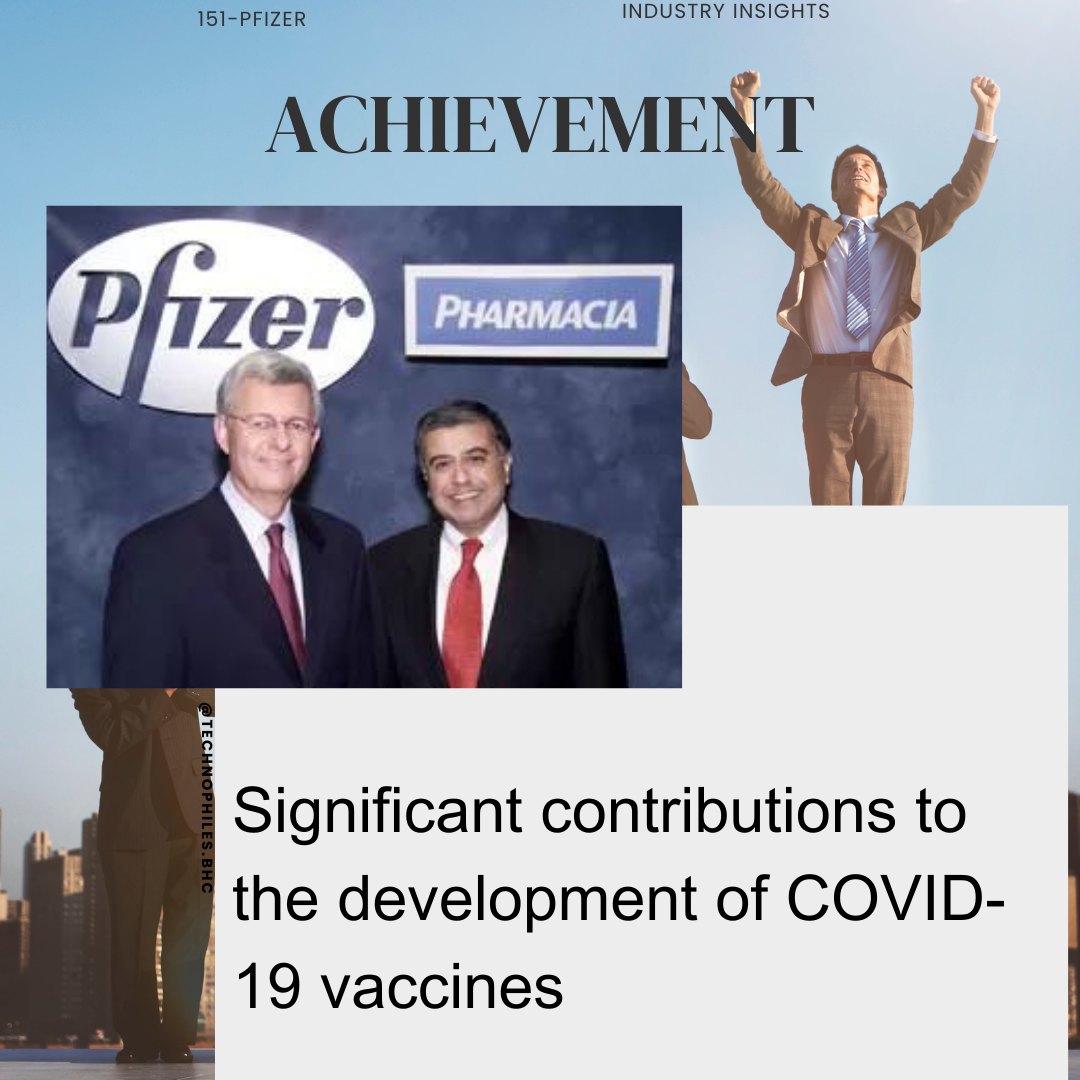 151-PFIZER
INDUSTRY INSIGHTS
ACHIEVEMENT
Pfizer
PHARMACIA
@TECHNOPHILES.BHC
Significant contributions to
the development of COVID-
19 vaccines